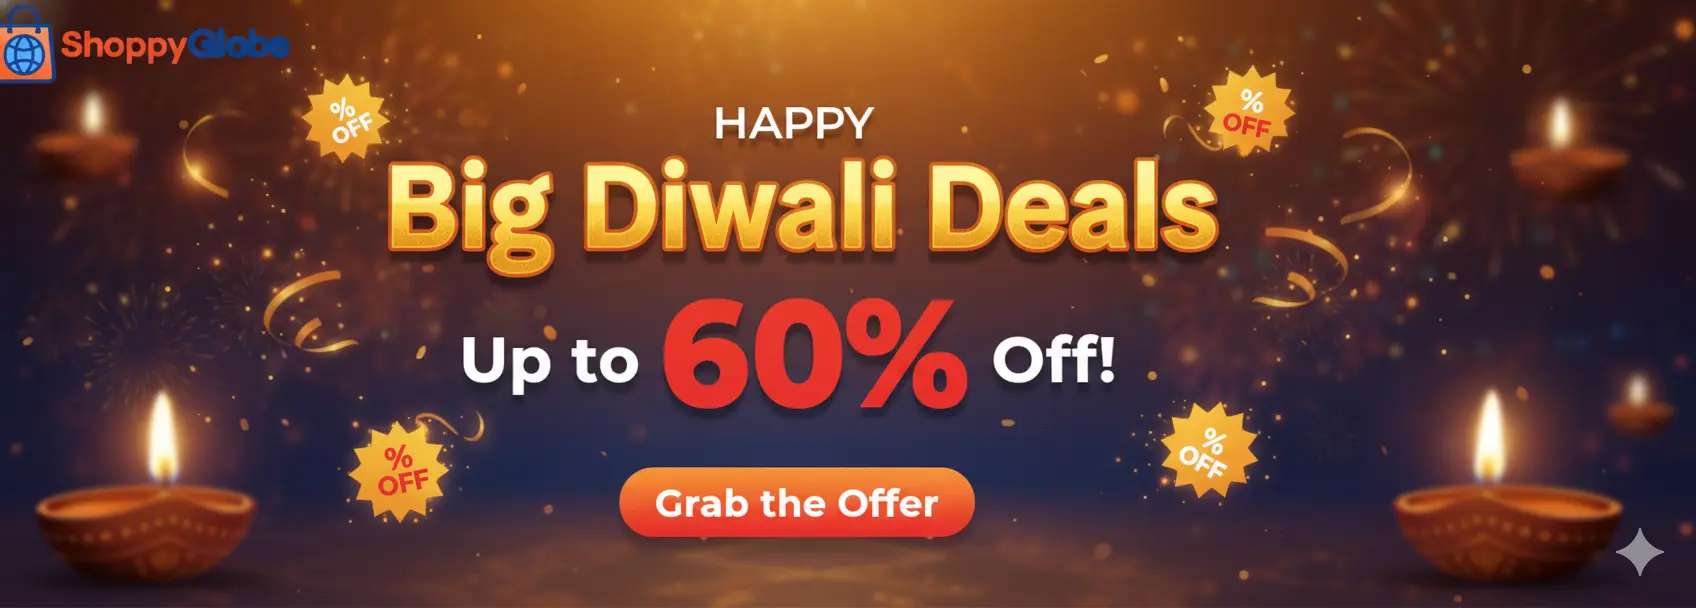 ShoppyGlobe
% OFF
% OFF
HAPPY
Big Diwali Deals
Up to 60% Off!
% OFF
% OFF
Grab the Offer